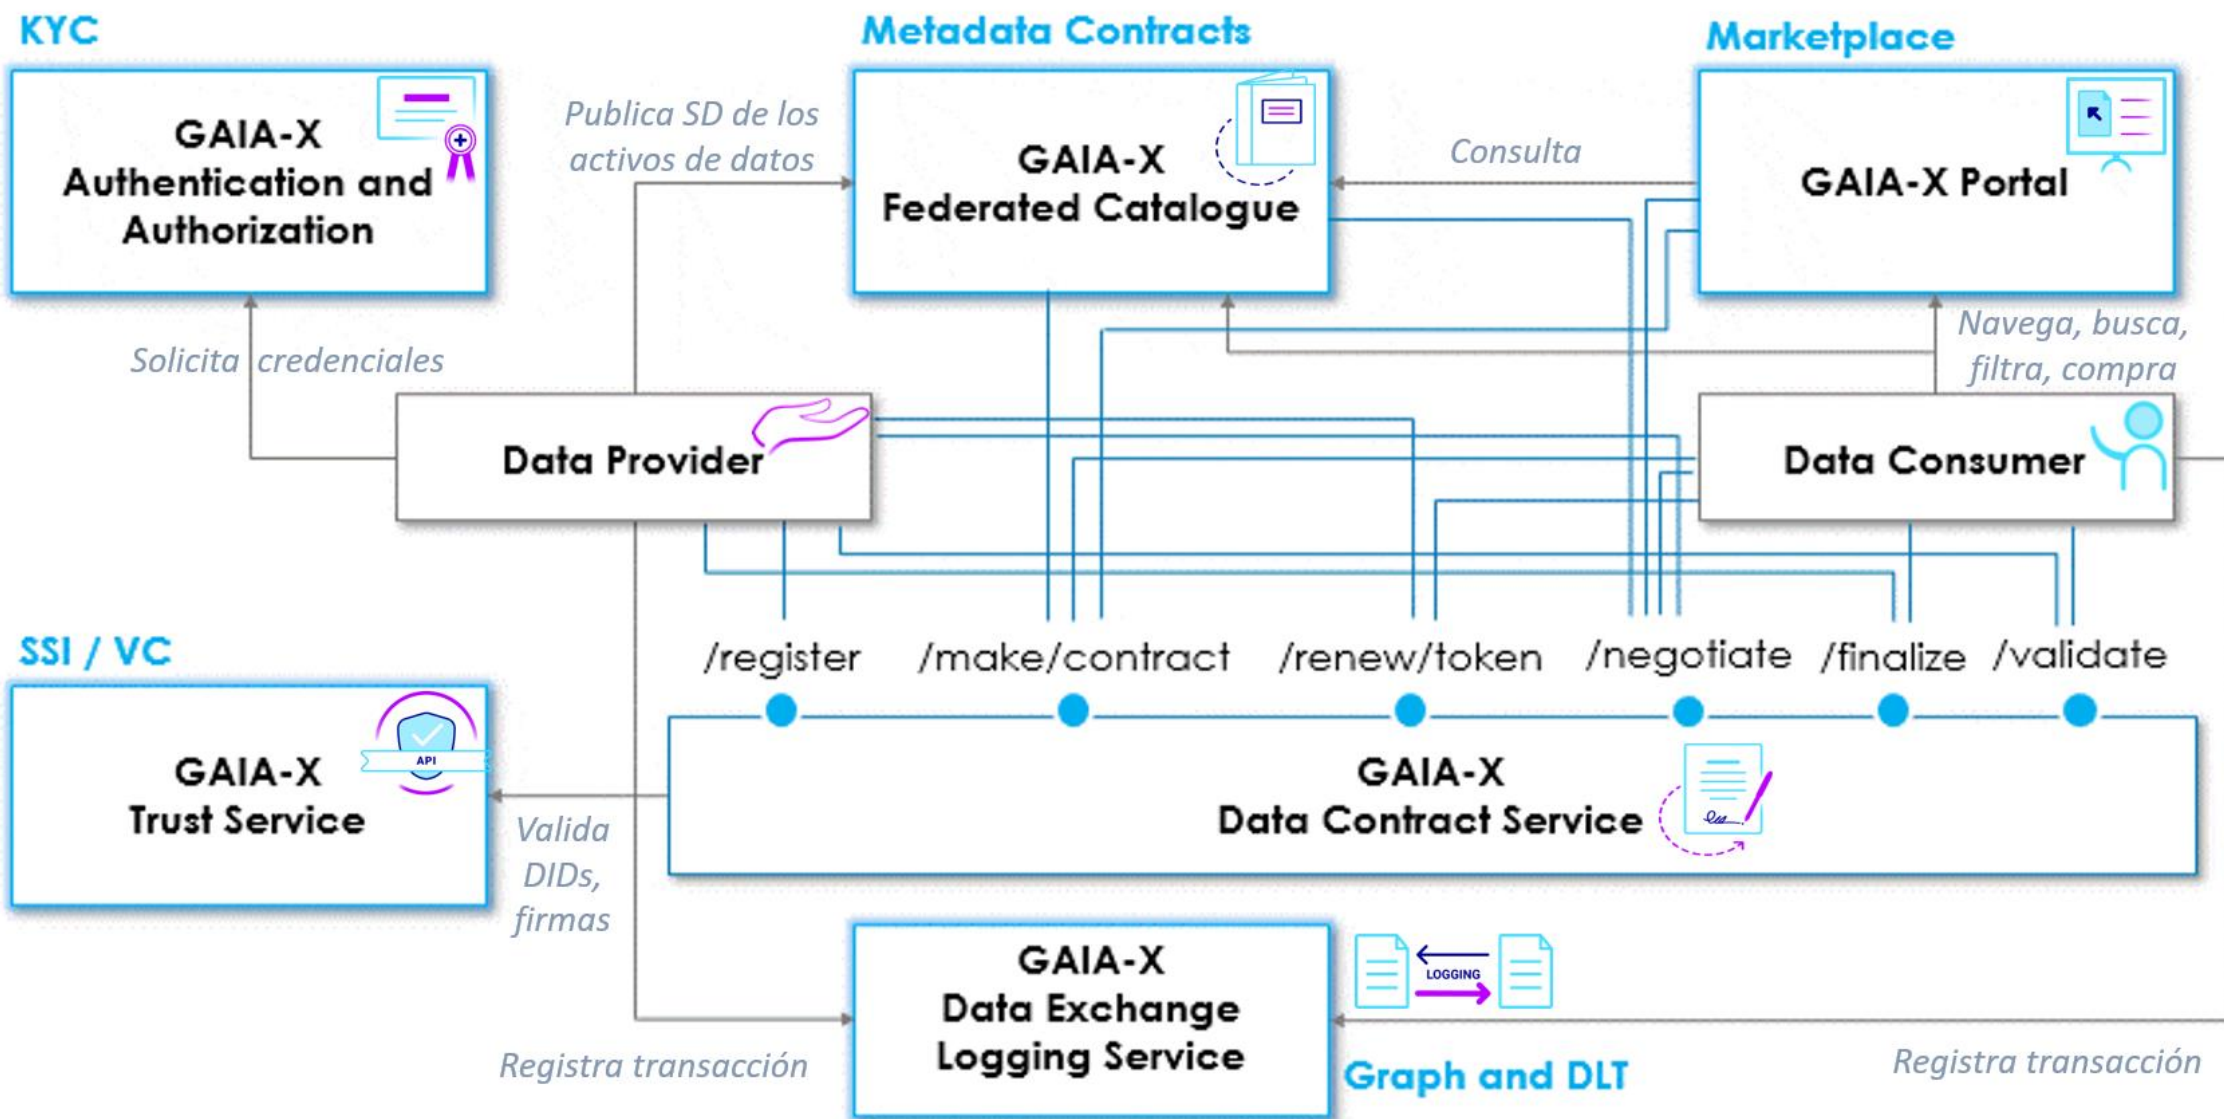 KYC
Metadata Contracts
Marketplace
GAIA-X
Authentication and
Authorization
Publica SD de los
activos de datos
GAIA-X
Federated Catalogue
Consulta
GAIA-X Portal
Solicita credenciales
Navega, busca,
filtra, compra
Data Provider
Data Consumer
SSI / VC
/register
/make/contract
/renew/token
/negotiate
/finalize
/validate
API
GAIA-X
Trust Service
Valida
DIDs,
firmas
GAIA-X
Data Contract Service
GAIA-X
Data Exchange
Logging Service
LOGGING
Registra transacción
Graph and DLT
Registra transacción